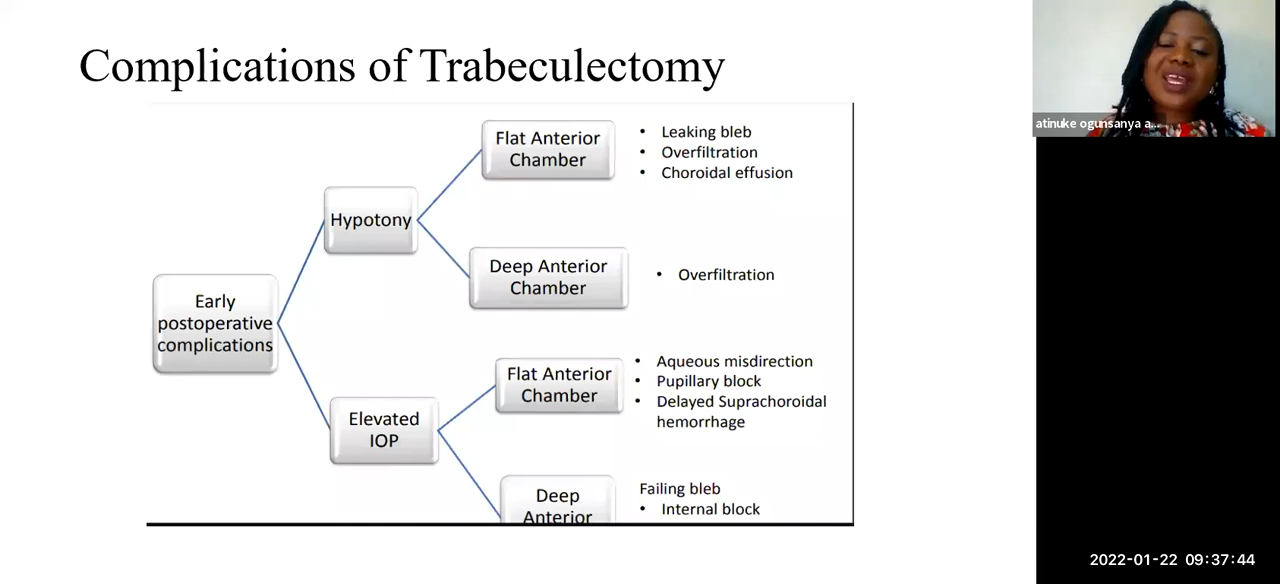 Complications of Trabeculectomy
Early
postoperative
complications
Hypotony
Flat Anterior
Chamber
• Leaking bleb
• Overfiltration
• Choroidal effusion
Deep Anterior
Chamber
• Overfiltration
Elevated
IOP
Flat Anterior
Chamber
• Aqueous misdirection
• Pupillary block
• Delayed Suprachoroidal
hemorrhage
Deep
Anterior
Failing bleb
• Internal block
atinuke ogunsanya a...
2022-01-22 09:37:44